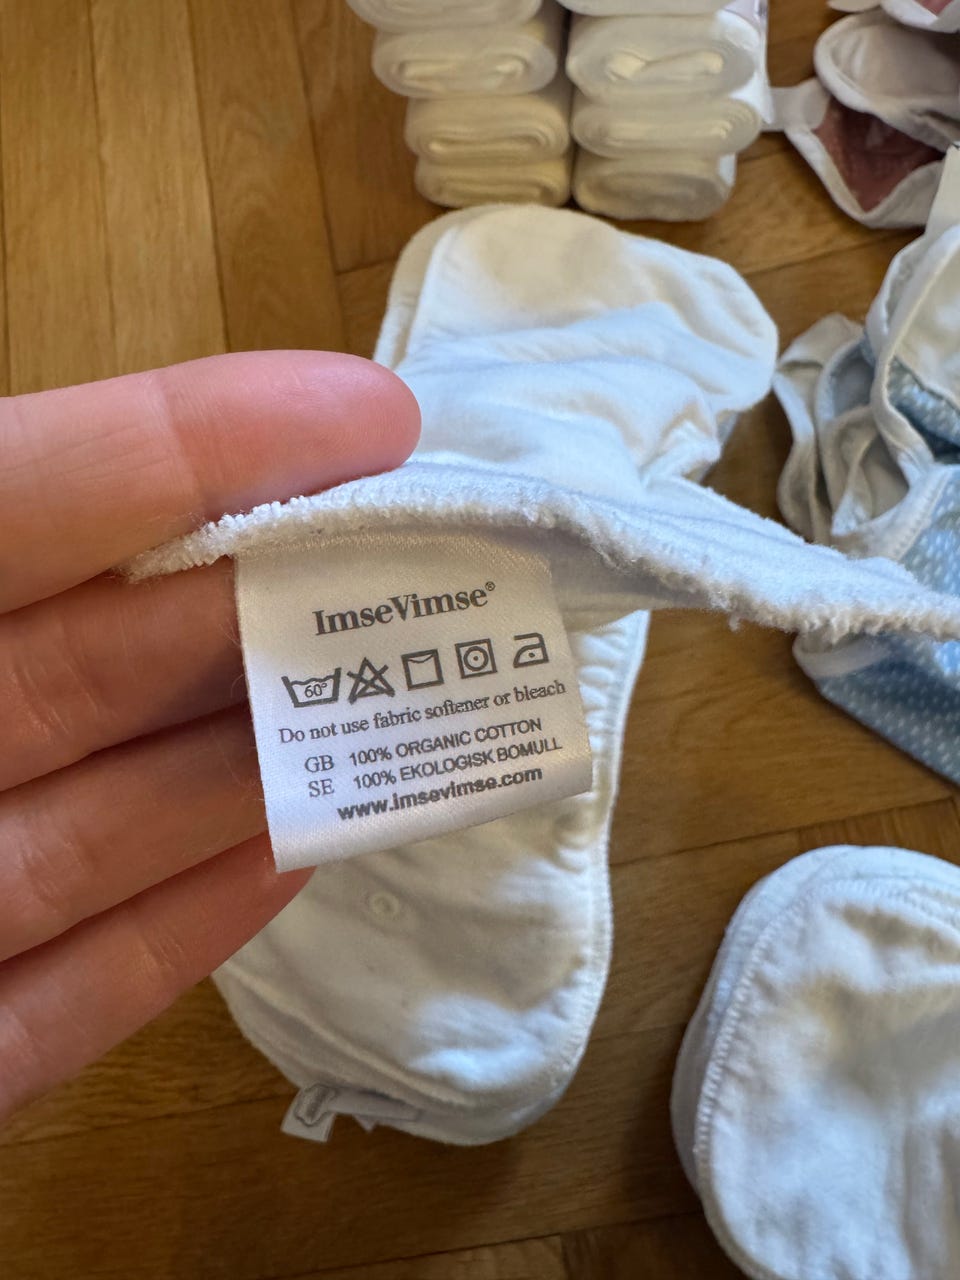 ImseVimse®
60°
Do not use fabric softener or bleach
GB 100% ORGANIC COTTON
SE 100% EKOLOGISK BOMULL
www.imsevimse.com